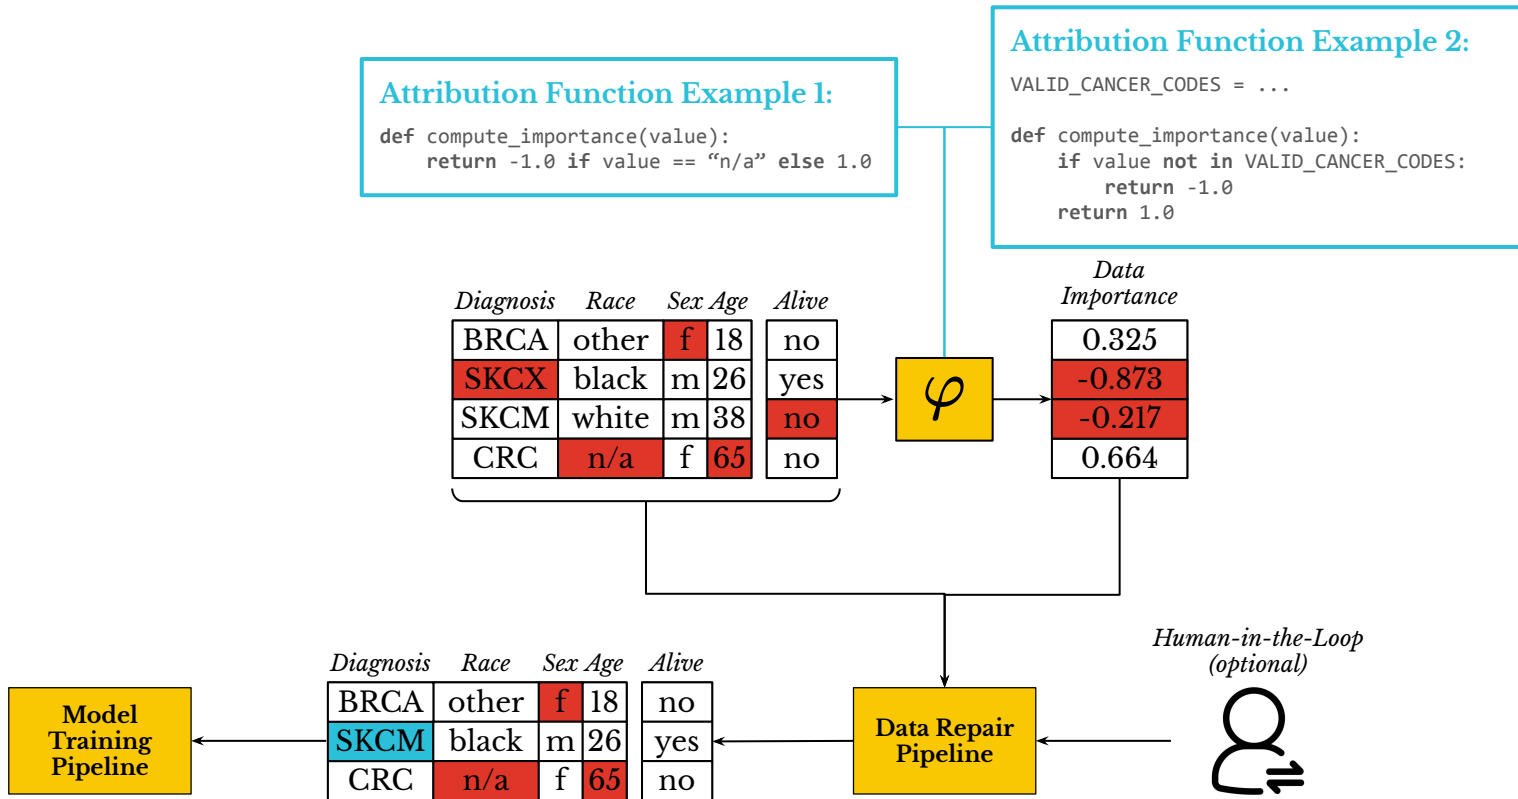 Attribution Function Example 1:
def compute_importance(value):
    return -1.0 if value == “n/a” else 1.0
Attribution Function Example 2:
VALID_CANCER_CODES = ...
def compute_importance(value):
    if value not in VALID_CANCER_CODES:
        return -1.0
    return 1.0
Data
Importance
Diagnosis Race Sex Age Alive
BRCA other f 18 no 0.325
SKCX black m 26 yes -0.873
SKCM white m 38 no -0.217
CRC n/a f 65 no 0.664
φ
Human-in-the-Loop
(optional)
Diagnosis Race Sex Age Alive
BRCA other f 18 no
SKCM black m 26 yes
CRC n/a f 65 no
Model
Training
Pipeline
Data Repair
Pipeline